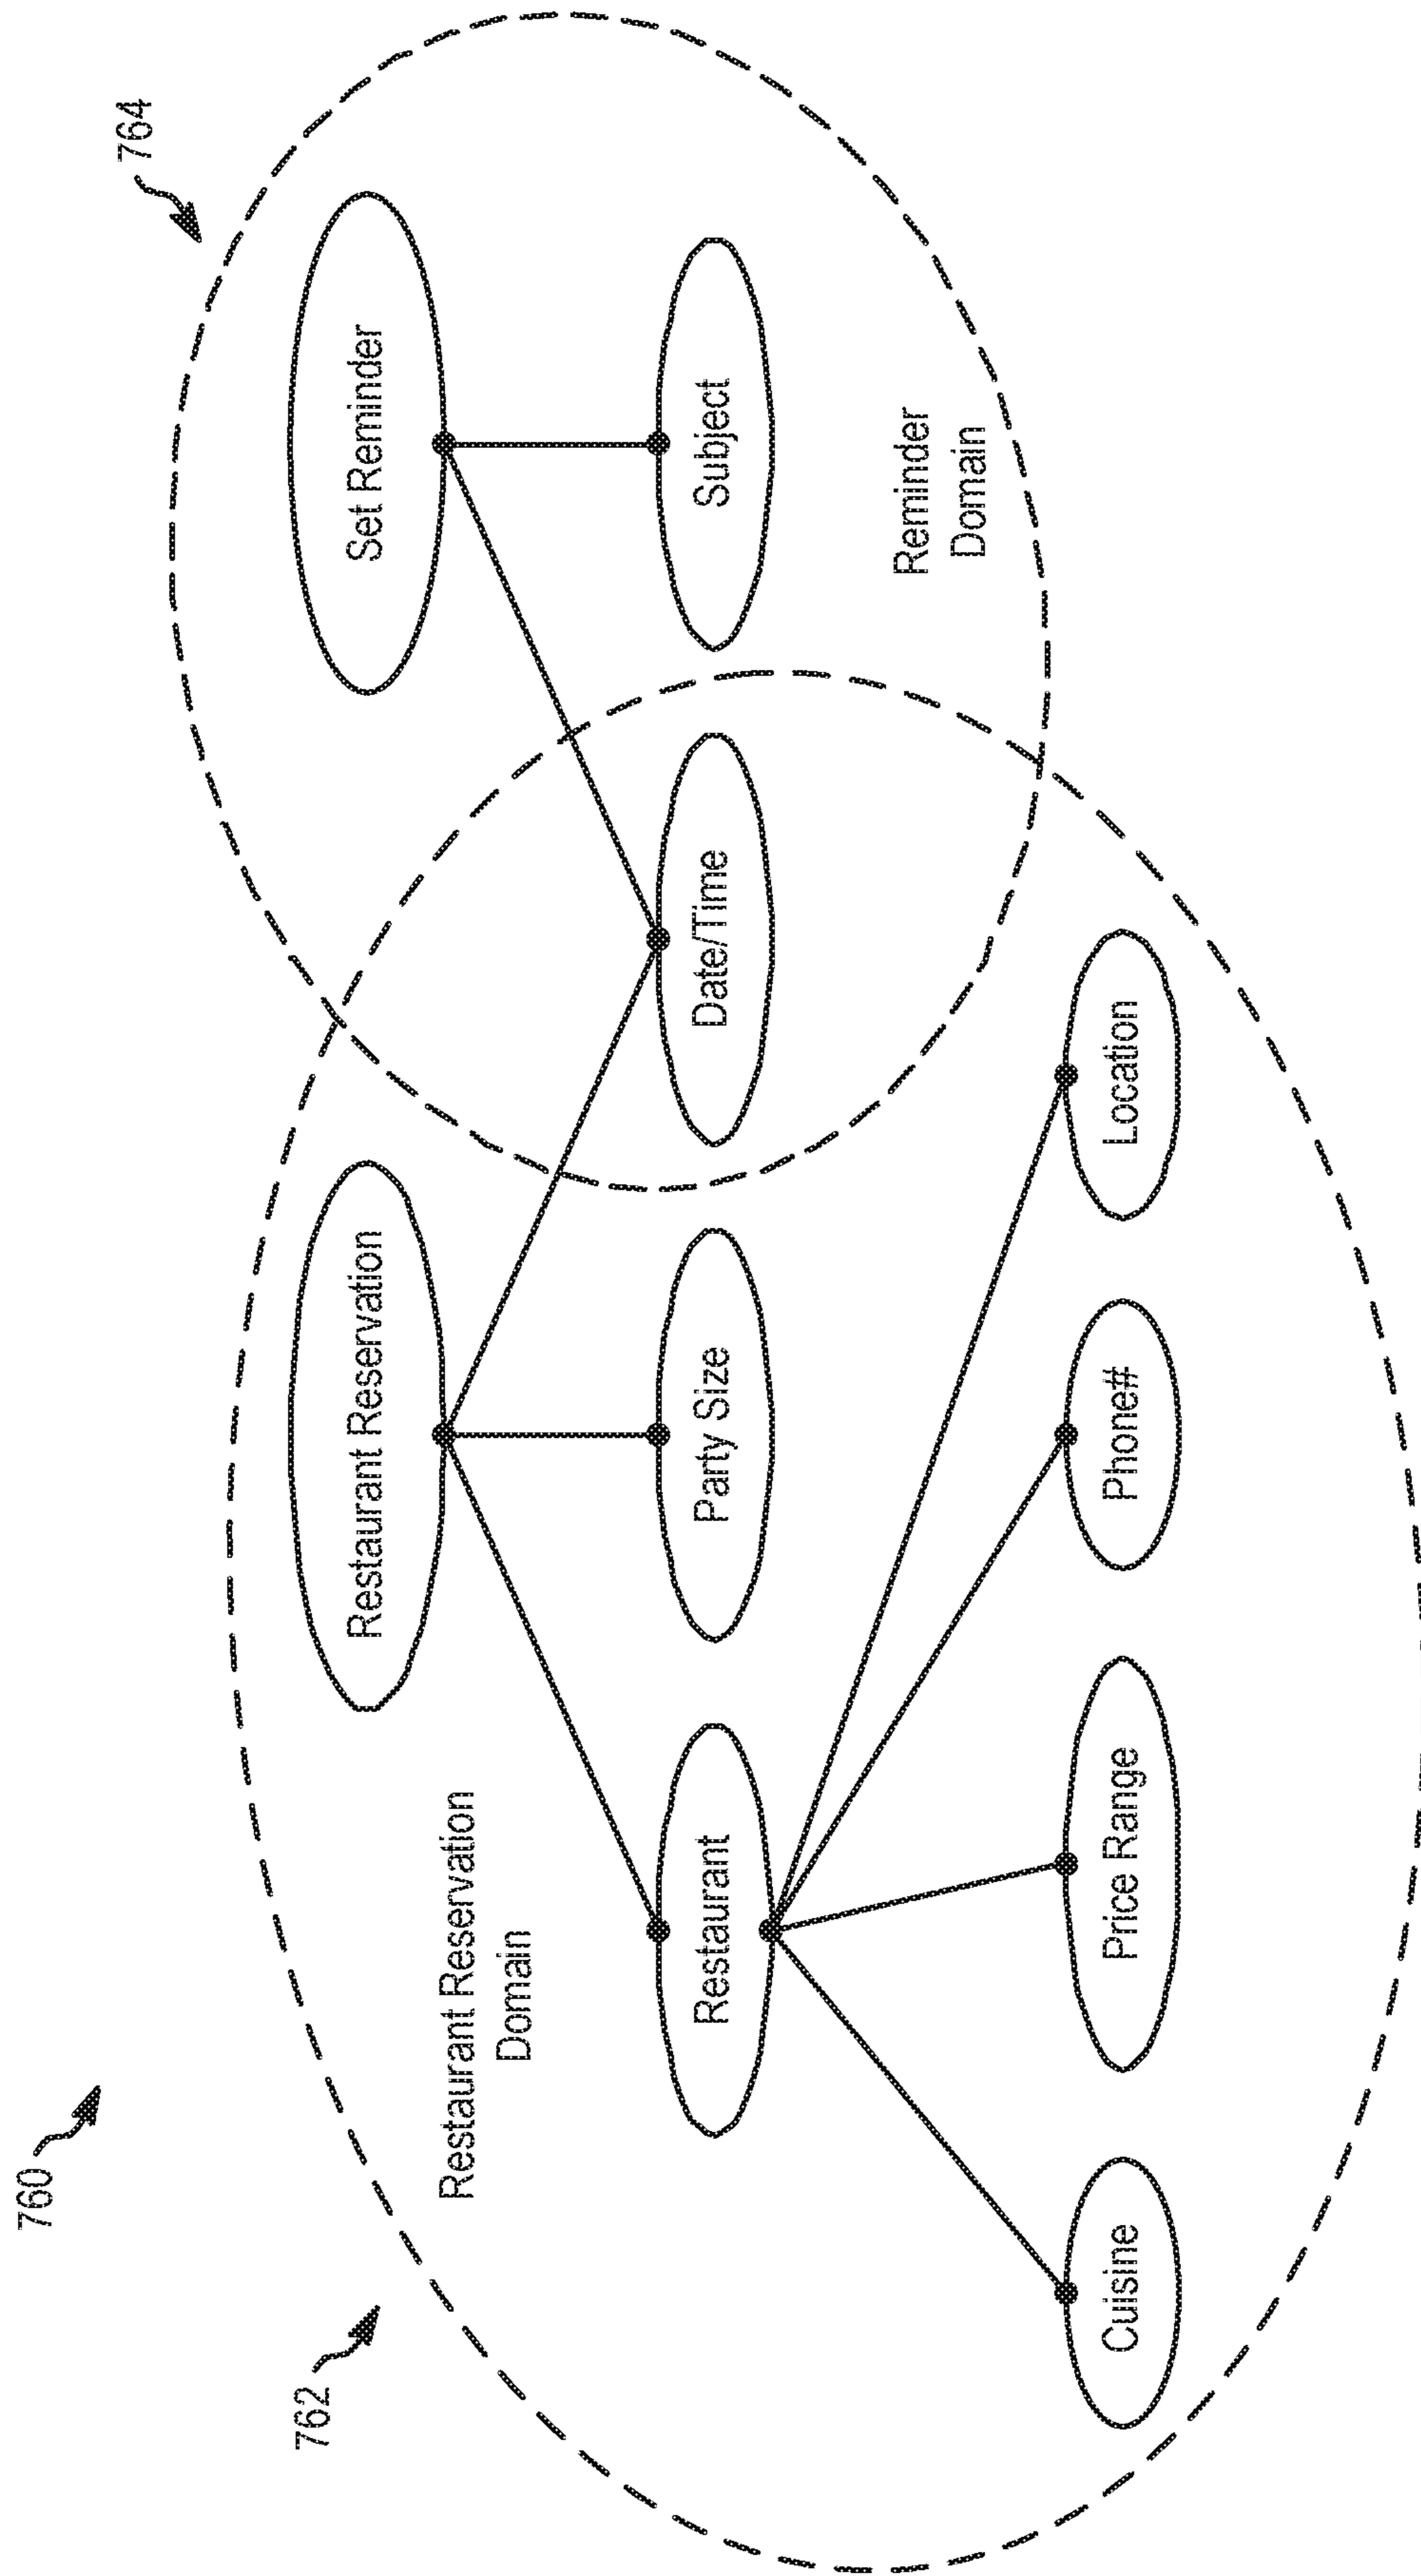 760
762
764
Restaurant Reservation
Set Reminder
Restaurant Reservation
Domain
Restaurant
Party Size
Date/Time
Subject
Reminder
Domain
Cuisine
Price Range
Phone#
Location